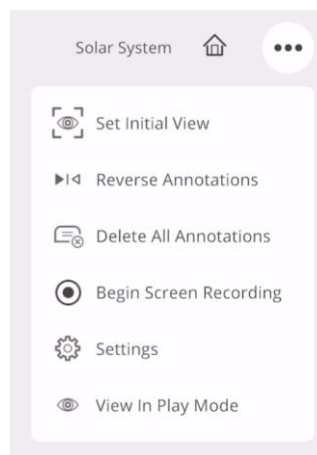 Solar System
Set Initial View
Reverse Annotations
Delete All Annotations
Begin Screen Recording
Settings
View In Play Mode